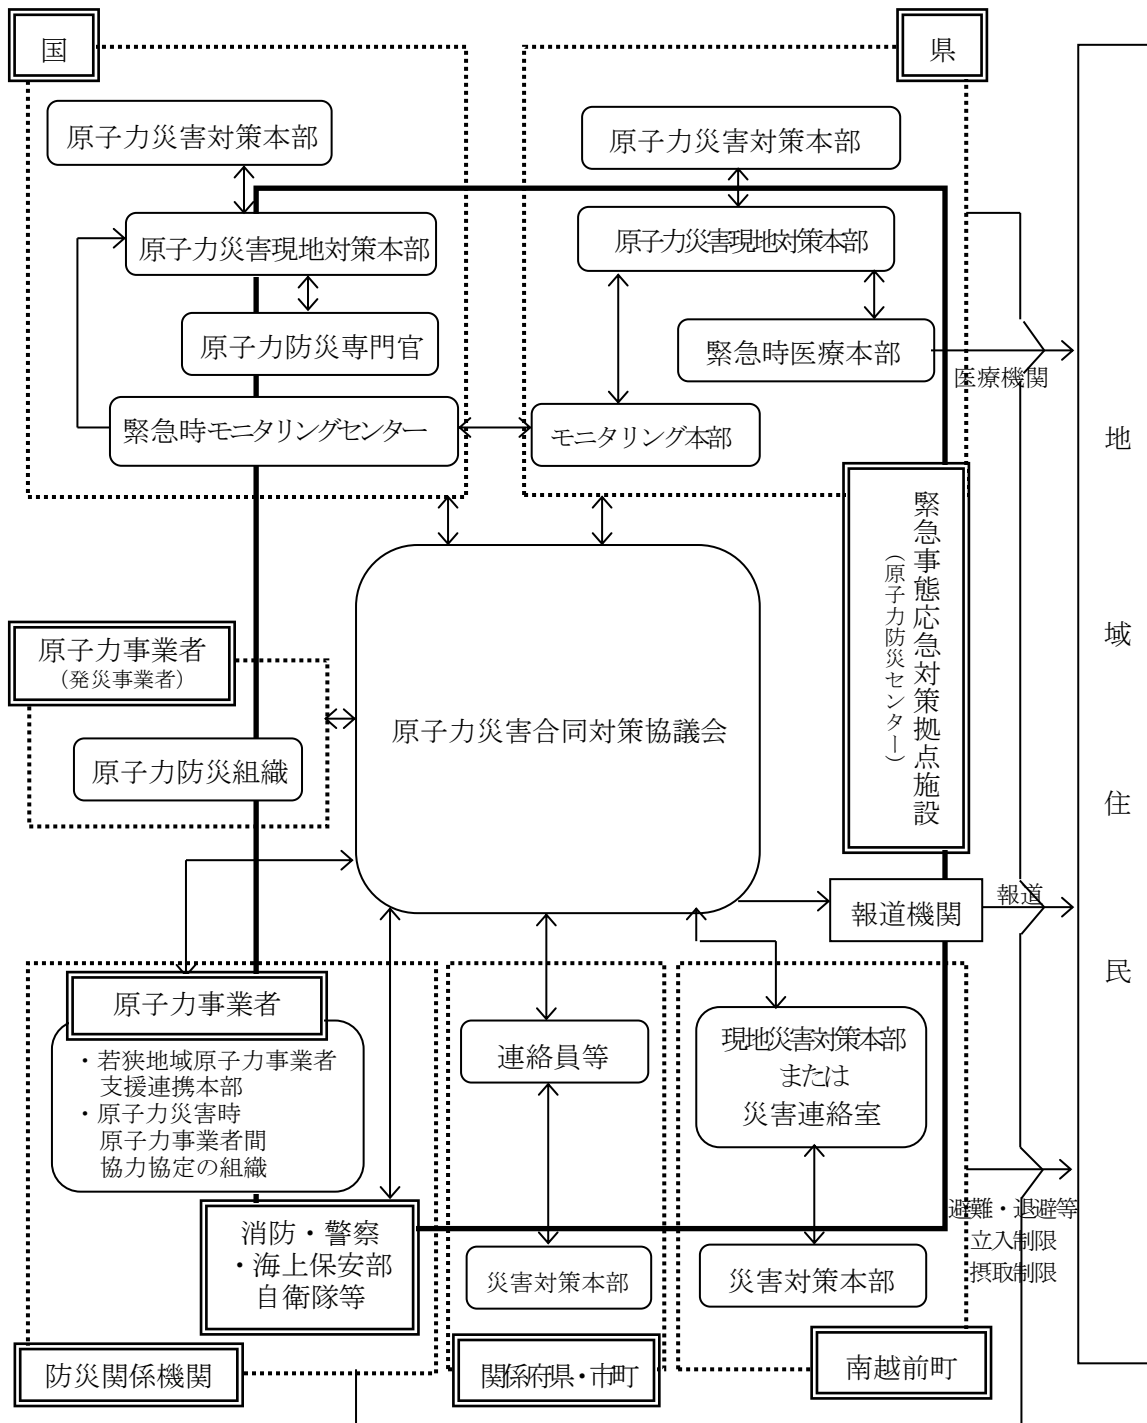 国
県
原子力災害対策本部
原子力災害対策本部
原子力災害現地対策本部
原子力災害現地対策本部
原子力防災専門官
緊急時医療本部
医療機関
緊急時モニタリングセンター
モニタリング本部
緊急事態応急対策拠点施設
(原子力防災センター)
地域住民
原子力事業者
(発災事業者)
原子力防災組織
原子力災害合同対策協議会
報道機関
報道
原子力事業者
・若狭地域原子力事業者
支援連携本部
・原子力災害時
原子力事業者間
協力協定の組織
連絡員等
現地災害対策本部
または
災害連絡室
消防・警察
・海上保安部
自衛隊等
災害対策本部
災害対策本部
避難・退避等
立入制限
摂取制限
防災関係機関
関係府県・市町
南越前町